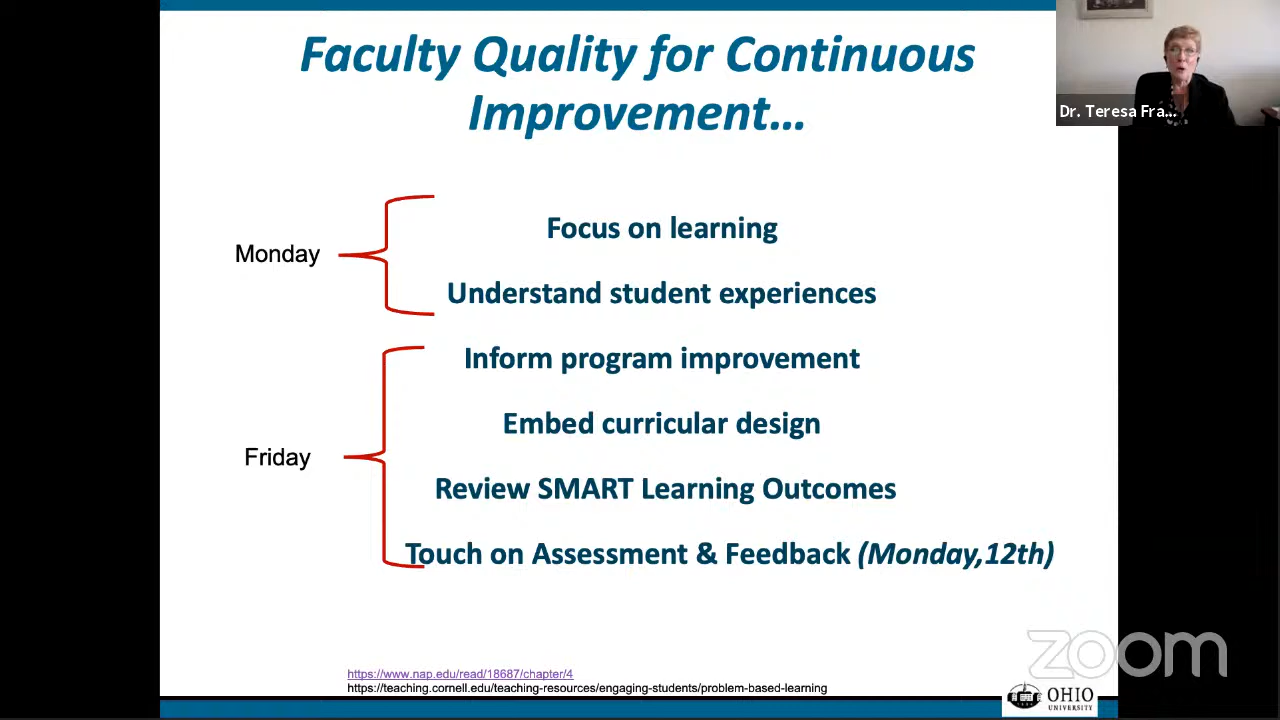 Faculty Quality for Continuous
Improvement...
Dr. Teresa Fra...
Monday
Focus on learning
Understand student experiences
Friday
Inform program improvement
Embed curricular design
Review SMART Learning Outcomes
Touch on Assessment & Feedback (Monday,12th)
https://www.nap.edu/read/18687/chapter/4
https://teaching.cornell.edu/teaching-resources/engaging-students/problem-based-learning
zoom
OHIO
UNIVERSITY